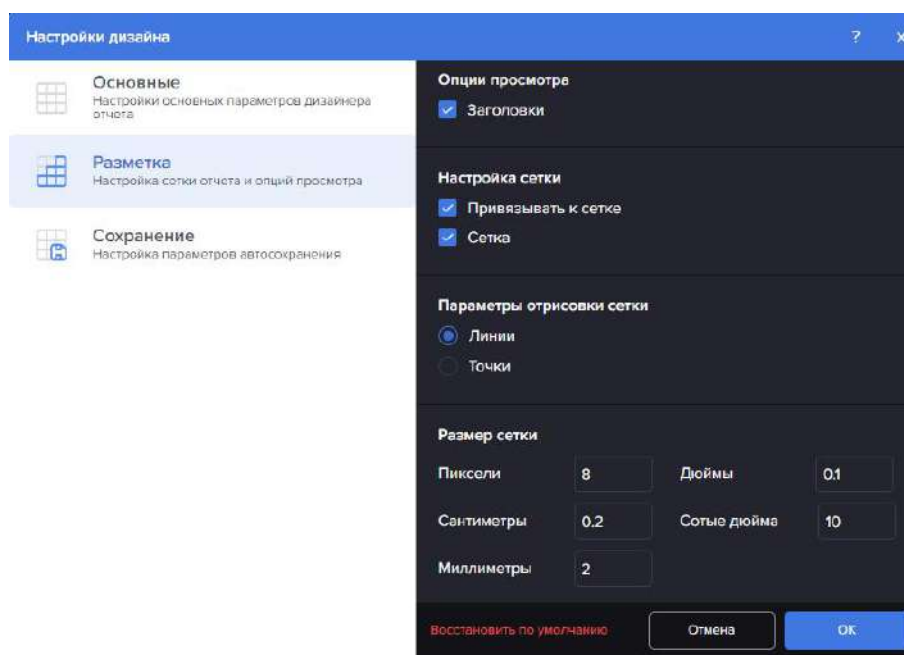 Настройки дизайна
?
X
Основные
Настройки основных параметров дизайнера
отчета
Разметка
Настройка сетки отчета и опций просмотра
Сохранение
Настройка параметров автосохранения
Опции просмотра
Заголовки
Настройка сетки
Привязывать к сетке
Сетка
Параметры отрисовки сетки
Линии
Точки
Размер сетки
Пиксели 8 Дюймы 0.1
Сантиметры 0.2 Сотые дюйма 10
Миллиметры 2
Восстановить по умолчанию Отмена OK